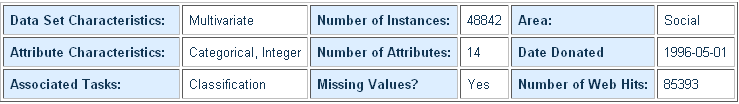 Data Set Characteristics: Multivariate Number of Instances: 48842 Area: Social
Attribute Characteristics: Categorical, Integer Number of Attributes: 14 Date Donated 1996-05-01
Associated Tasks: Classification Missing Values? Yes Number of Web Hits: 85393